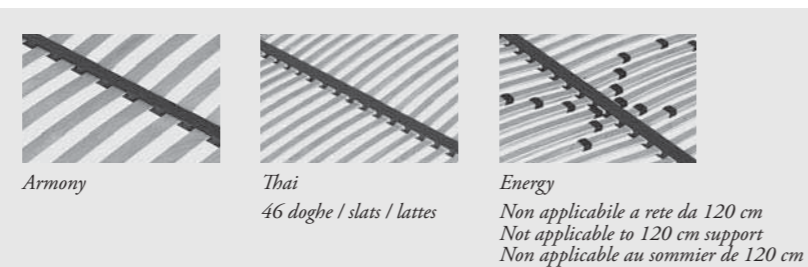 Armony
Thai
46 doghe / slats / lattes
Energy
Non applicabile a rete da 120 cm
Not applicable to 120 cm support
Non applicable au sommier de 120 cm